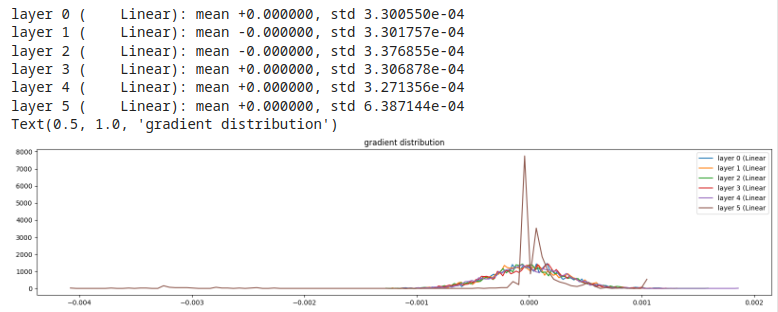 layer 0 (    Linear): mean +0.000000, std 3.300550e-04
layer 1 (    Linear): mean -0.000000, std 3.301757e-04
layer 2 (    Linear): mean -0.000000, std 3.376855e-04
layer 3 (    Linear): mean +0.000000, std 3.306878e-04
layer 4 (    Linear): mean +0.000000, std 3.271356e-04
layer 5 (    Linear): mean +0.000000, std 6.387144e-04
Text(0.5, 1.0, 'gradient distribution')
gradient distribution
8000
7000
6000
5000
4000
3000
2000
1000
0
layer 0 (Linear
layer 1 (Linear
layer 2 (Linear
layer 3 (Linear
layer 4 (Linear
layer 5 (Linear
−0.004 −0.003 −0.002 −0.001 0.000 0.001 0.002